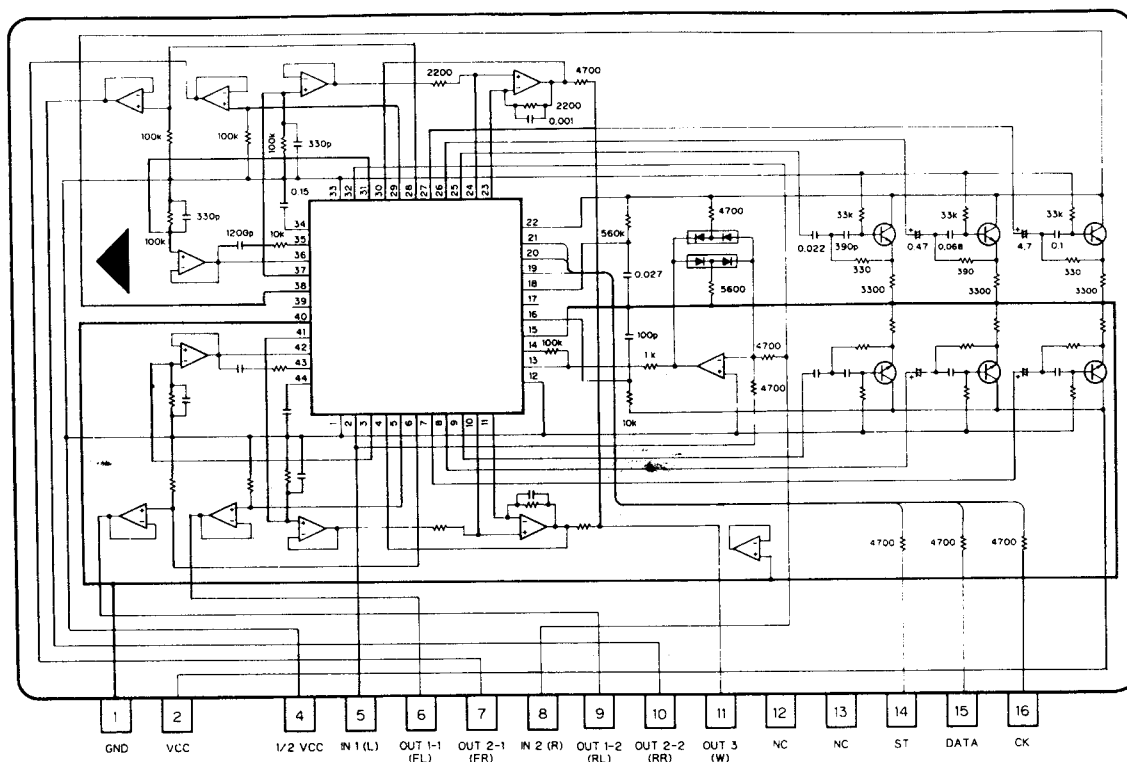 2200
4700
2200
0.001
100k
100k
100k
330p
0.15
330p
100k
1200p
10k
33 32 31 30 29 28 27 26 25 24 23
34
35
36
37
38
39
40
41
42
43
44
22
21
20
19
18
17
16
15
14
13
12
1 2 3 4 5 6 7 8 9 10 11
560k
0.027
100p
100k
1k
10k
4700
5600
4700
4700
33k
33k
33k
0.022
390p
0.47
0.068
4.7
0.1
330
390
330
3300
3300
3300
4700
4700
4700
1 2 4 5 6 7 8 9 10 11 12 13 14 15 16
GND
VCC
1/2 VCC
IN 1 (L)
OUT 1-1
(FL)
OUT 2-1
(FR)
IN 2 (R)
OUT 1-2
(RL)
OUT 2-2
(RR)
OUT 3
(W)
NC
NC
ST
DATA
CK